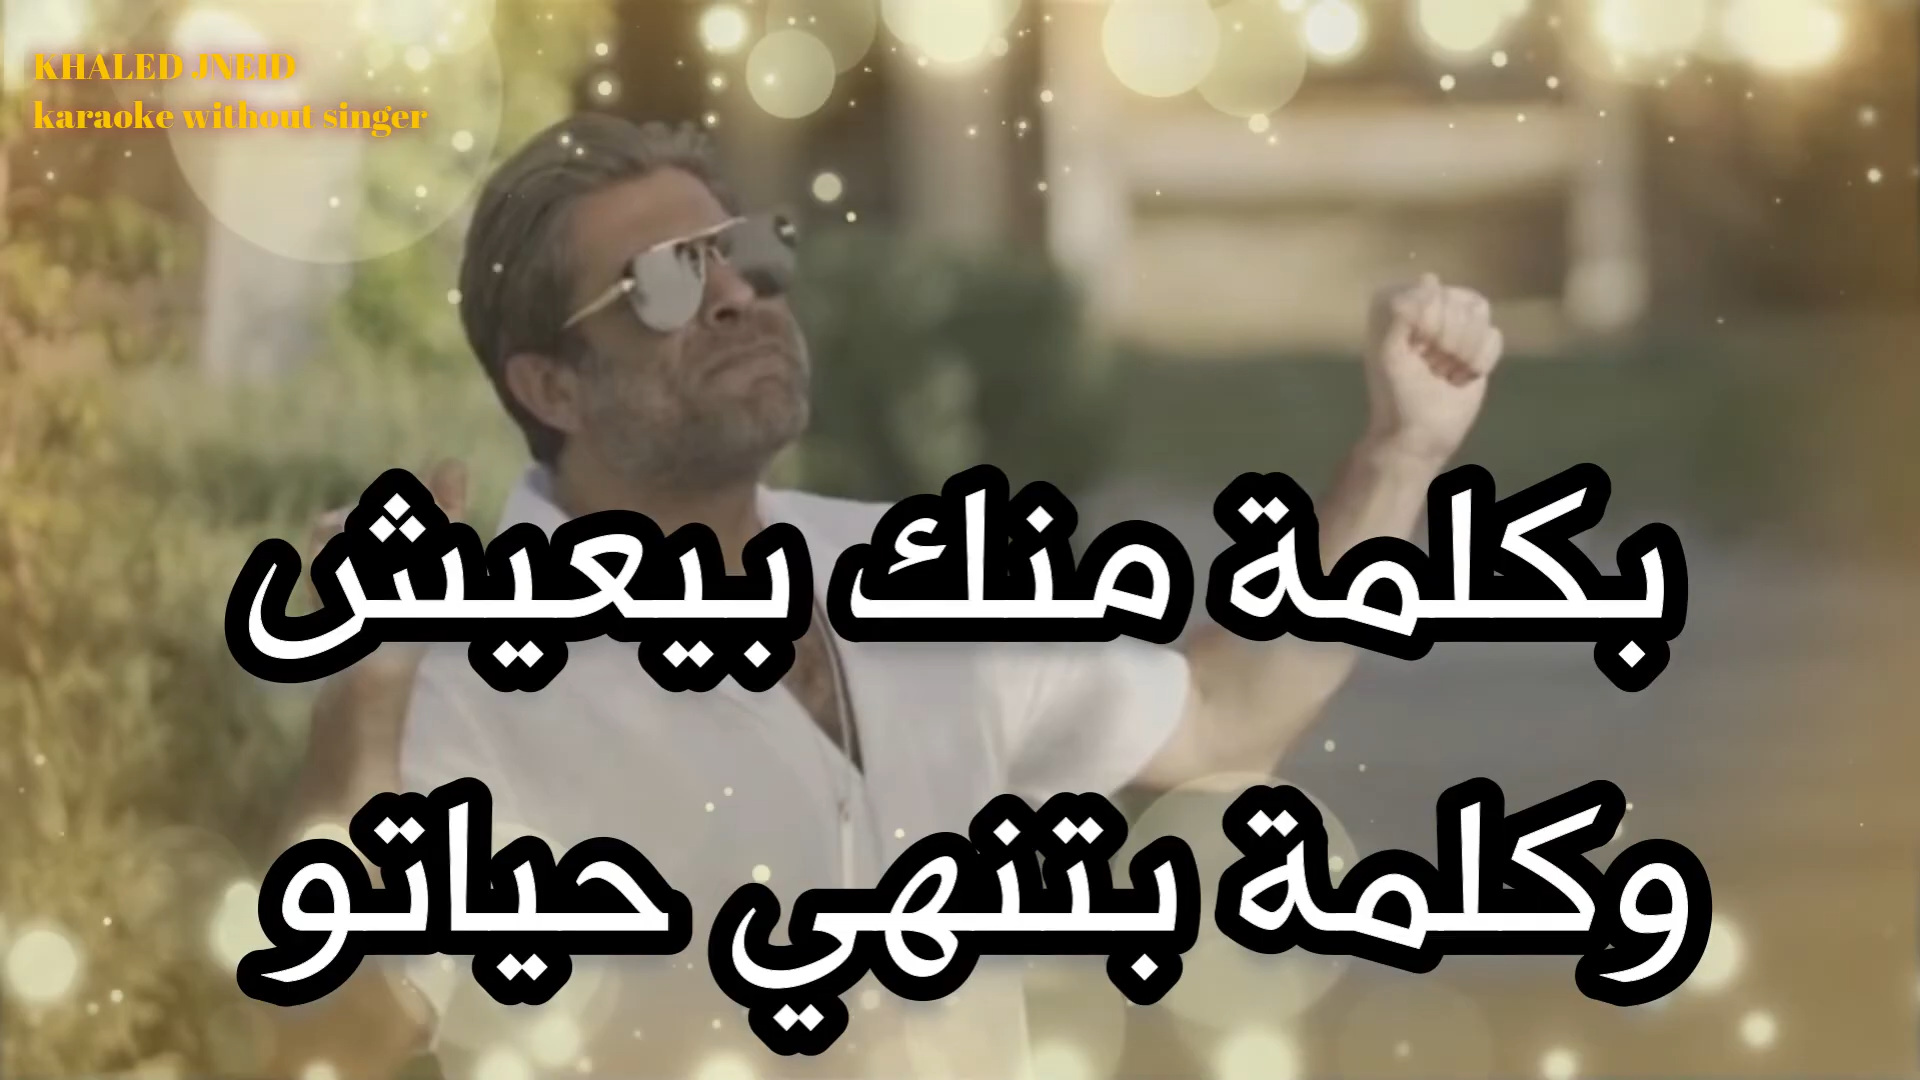 KHALED JNEID
karaoke without singer
بكلمة منك بيعيش
وكلمة بتنهي حياتو